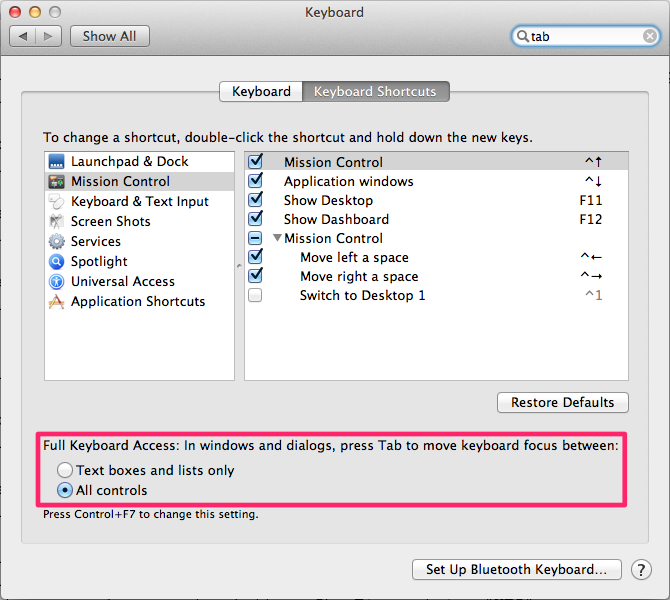 Keyboard
Show All
tab
Keyboard Keyboard Shortcuts
To change a shortcut, double-click the shortcut and hold down the new keys.
Launchpad & Dock
Mission Control
Keyboard & Text Input
Screen Shots
Services
Spotlight
Universal Access
Application Shortcuts
Mission Control ^↑
Application windows ^↓
Show Desktop F11
Show Dashboard F12
Mission Control
Move left a space ^←
Move right a space ^→
Switch to Desktop 1 ^1
Restore Defaults
Full Keyboard Access: In windows and dialogs, press Tab to move keyboard focus between:
Text boxes and lists only
All controls
Press Control+F7 to change this setting.
Set Up Bluetooth Keyboard... ?